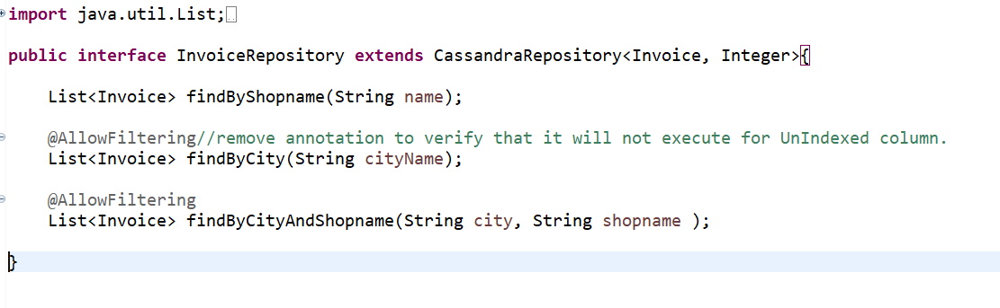 import java.util.List;
public interface InvoiceRepository extends CassandraRepository<Invoice, Integer>{
List<Invoice> findByShopname(String name);
@AllowFiltering//remove annotation to verify that it will not execute for UnIndexed column.
List<Invoice> findByCity(String cityName);
@AllowFiltering
List<Invoice> findByCityAndShopname(String city, String shopname );
}